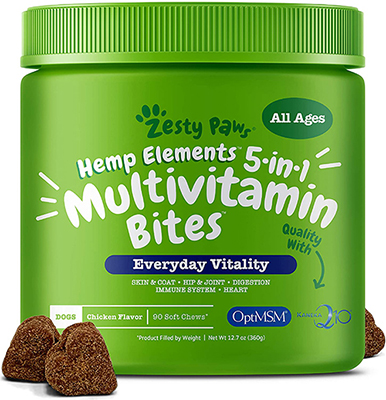 Zesty Paws®
All Ages
Hemp Elements™ 5-in-1
Multivitamin
Bites™
Quality
With
Everyday Vitality
SKIN & COAT • HIP & JOINT • DIGESTION
IMMUNE SYSTEM • HEART
DOGS
Chicken Flavor
90 Soft Chews*
OptiMSM®
Q10
*Product Filled by Weight | Net W 12.7 oz (360g)